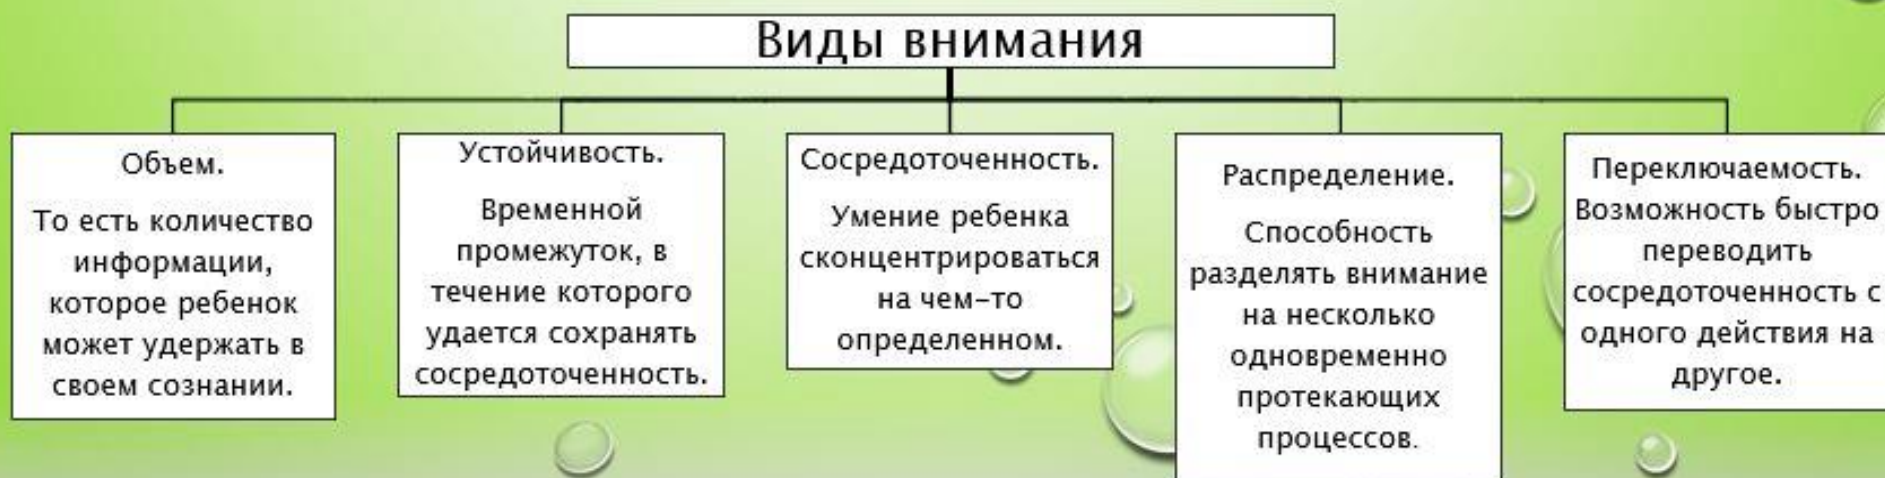 Виды внимания
Объем.
То есть количество
информации,
которое ребенок
может удержать в
своем сознании.
Устойчивость.
Временной
промежуток, в
течение которого
удается сохранять
сосредоточенность.
Сосредоточенность.
Умение ребенка
сконцентрироваться
на чем-то
определенном.
Распределение.
Способность
разделять внимание
на несколько
одновременно
протекающих
процессов.
Переключаемость.
Возможность быстро
переводить
сосредоточенность с
одного действия на
другое.